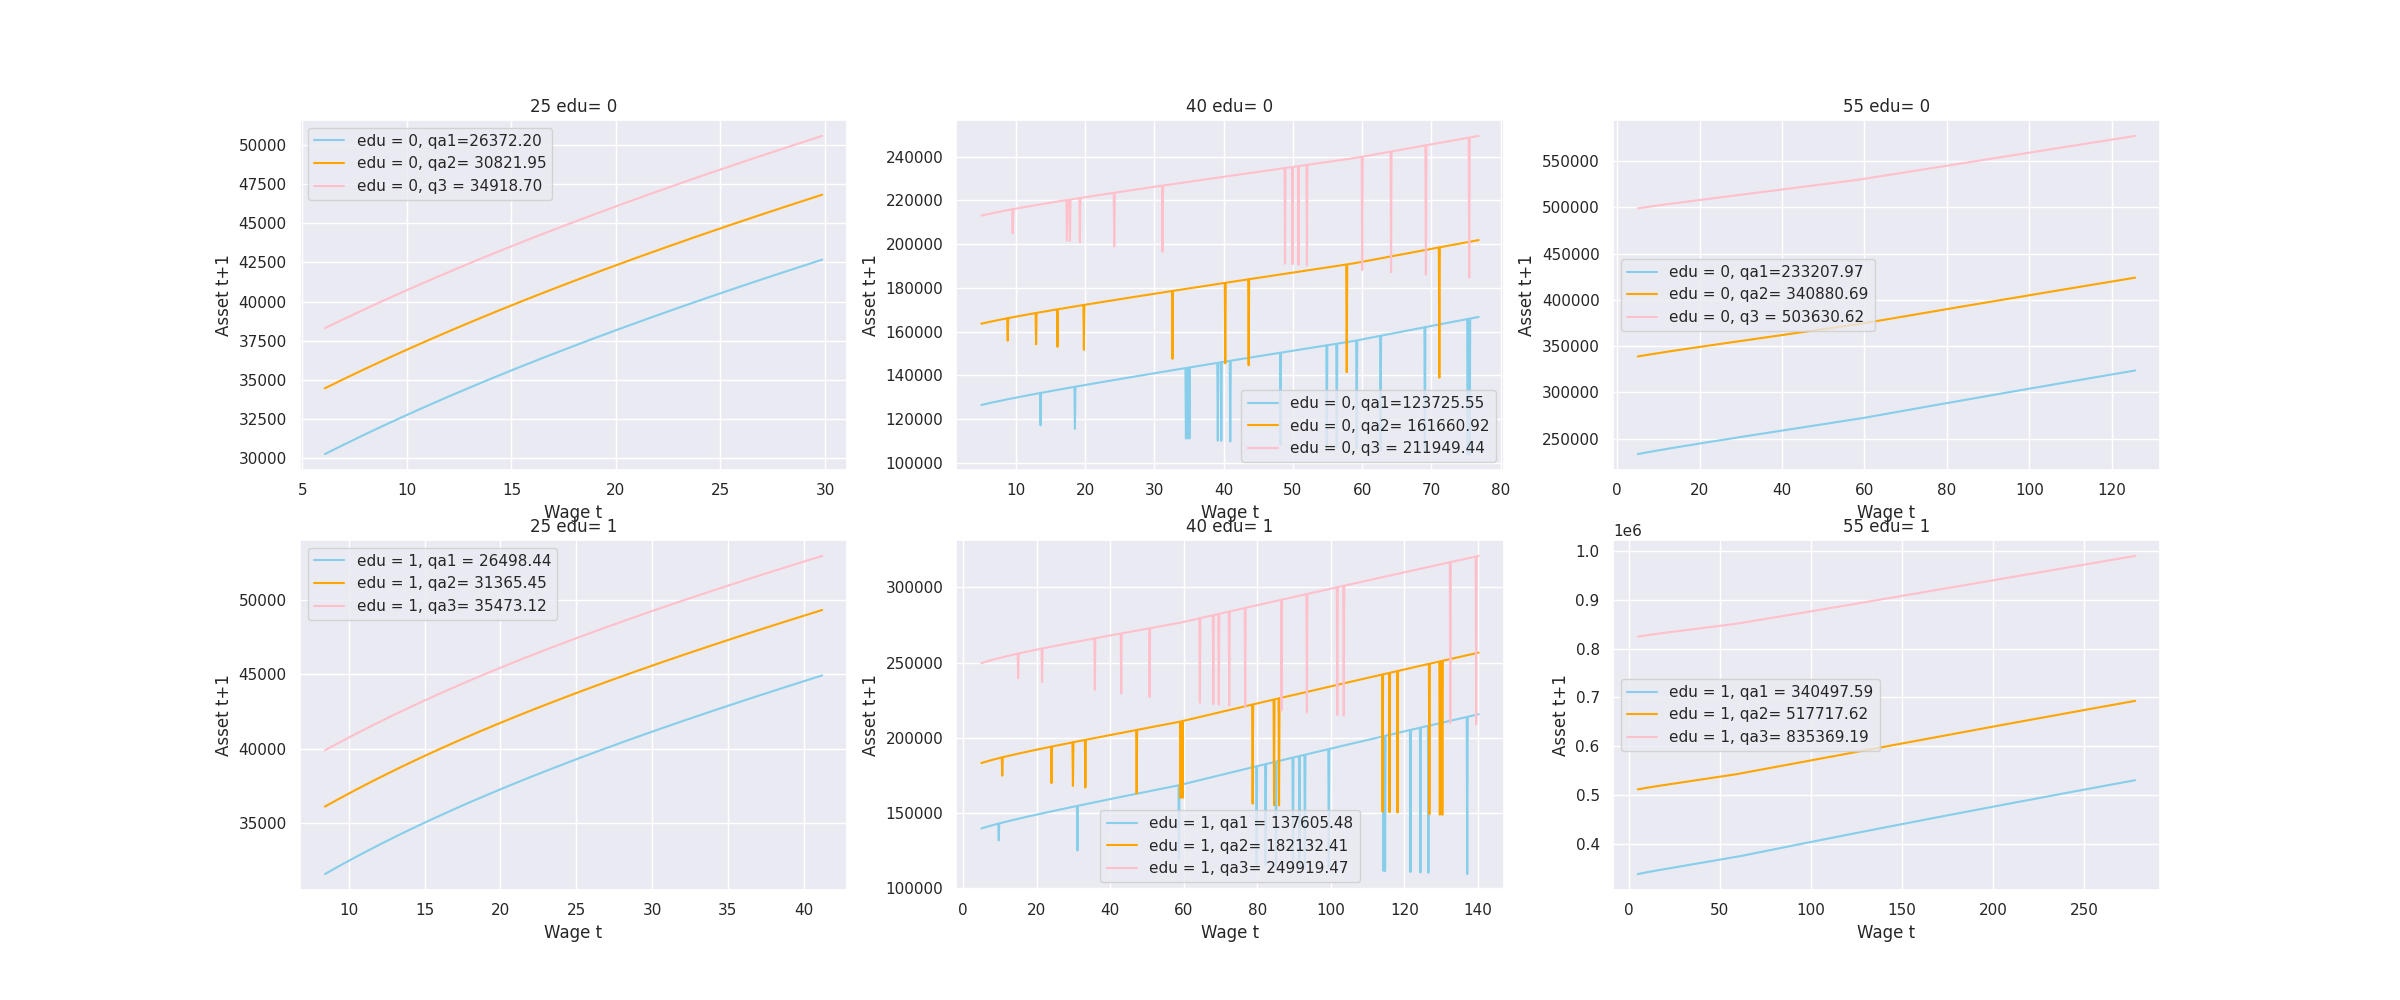 25 edu= 0
Asset t+1
50000
47500
45000
42500
40000
37500
35000
32500
30000
edu = 0, qa1=26372.20
edu = 0, qa2= 30821.95
edu = 0, q3 = 34918.70
5 10 15 20 25 30
Wage t
40 edu= 0
Asset t+1
240000
220000
200000
180000
160000
140000
120000
100000
edu = 0, qa1=123725.55
edu = 0, qa2= 161660.92
edu = 0, q3 = 211949.44
10 20 30 40 50 60 70 80
Wage t
55 edu= 0
Asset t+1
550000
500000
450000
400000
350000
300000
250000
edu = 0, qa1=233207.97
edu = 0, qa2= 340880.69
edu = 0, q3 = 503630.62
0 20 40 60 80 100 120
Wage t
25 edu= 1
Asset t+1
50000
45000
40000
35000
edu = 1, qa1 = 26498.44
edu = 1, qa2= 31365.45
edu = 1, qa3= 35473.12
10 15 20 25 30 35 40
Wage t
40 edu= 1
Asset t+1
300000
250000
200000
150000
100000
edu = 1, qa1 = 137605.48
edu = 1, qa2= 182132.41
edu = 1, qa3= 249919.47
0 20 40 60 80 100 120 140
Wage t
55 edu= 1
1e6
Asset t+1
1.0
0.9
0.8
0.7
0.6
0.5
0.4
edu = 1, qa1 = 340497.59
edu = 1, qa2= 517717.62
edu = 1, qa3= 835369.19
0 50 100 150 200 250
Wage t